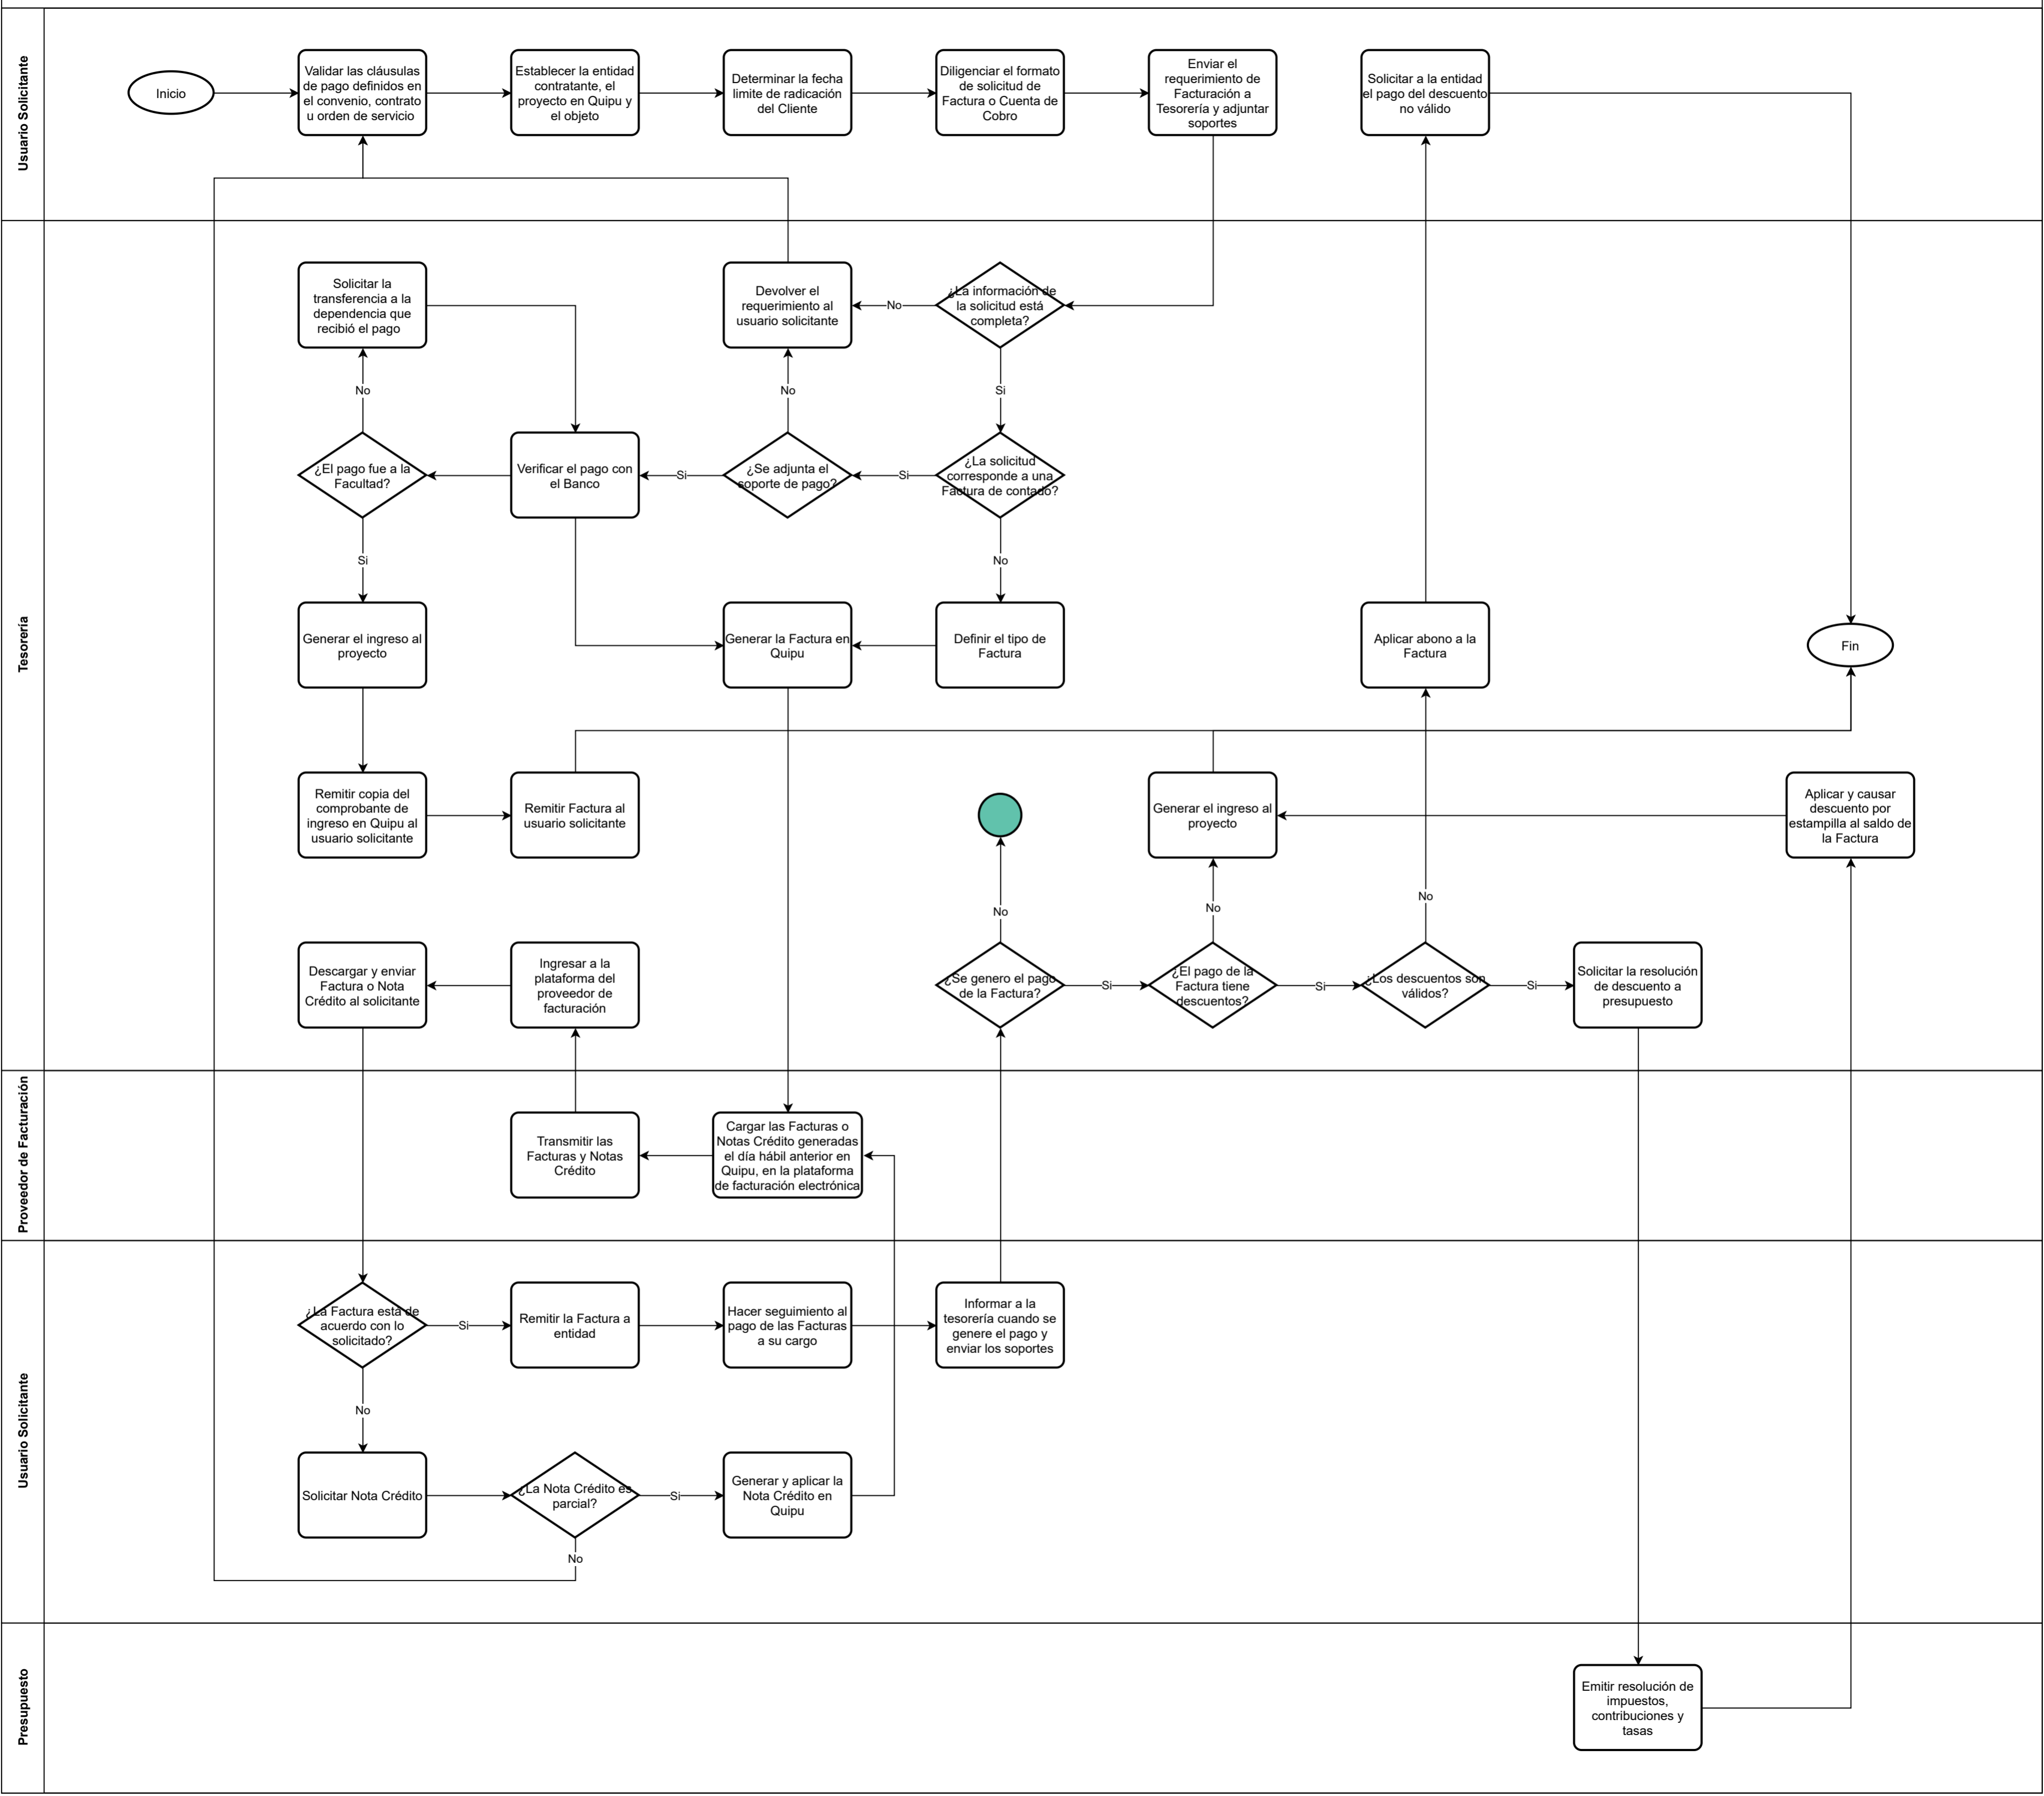 Usuario Solicitante
Inicio
Validar las cláusulas
de pago definidos en
el convenio, contrato
u orden de servicio
Establecer la entidad
contratante, el
proyecto en Quipu y
el objeto
Determinar la fecha
limite de radicación
del Cliente
Diligenciar el formato
de solicitud de
Factura o Cuenta de
Cobro
Enviar el
requerimiento de
Facturación a
Tesorería y adjuntar
soportes
Solicitar a la entidad
el pago del descuento
no válido
Tesorería
Solicitar la
transferencia a la
dependencia que
recibió el pago
Devolver el
requerimiento al
usuario solicitante
No
¿La información de
la solicitud está
completa?
No
No
Si
¿El pago fue a la
Facultad?
Verificar el pago con
el Banco
Si
¿Se adjunta el
soporte de pago?
Si
¿La solicitud
corresponde a una
Factura de contado?
Si
No
Generar el ingreso al
proyecto
Generar la Factura en
Quipu
Definir el tipo de
Factura
Aplicar abono a la
Factura
Fin
Remitir copia del
comprobante de
ingreso en Quipu al
usuario solicitante
Remitir Factura al
usuario solicitante
Generar el ingreso al
proyecto
Aplicar y causar
descuento por
estampilla al saldo de
la Factura
No
No
No
Descargar y enviar
Factura o Nota
Crédito al solicitante
Ingresar a la
plataforma del
proveedor de
facturación
¿Se genero el pago
de la Factura?
Si
¿El pago de la
Factura tiene
descuentos?
Si
¿Los descuentos son
válidos?
Si
Solicitar la resolución
de descuento a
presupuesto
Proveedor de Facturación
Transmitir las
Facturas y Notas
Crédito
Cargar las Facturas o
Notas Crédito generadas
el día hábil anterior en
Quipu, en la plataforma
de facturación electrónica
Usuario Solicitante
¿La Factura está de
acuerdo con lo
solicitado?
Si
Remitir la Factura a
entidad
Hacer seguimiento al
pago de las Facturas
a su cargo
Informar a la
tesorería cuando se
genere el pago y
enviar los soportes
No
Solicitar Nota Crédito
¿La Nota Crédito es
parcial?
Si
Generar y aplicar la
Nota Crédito en
Quipu
No
Presupuesto
Emitir resolución de
impuestos,
contribuciones y
tasas